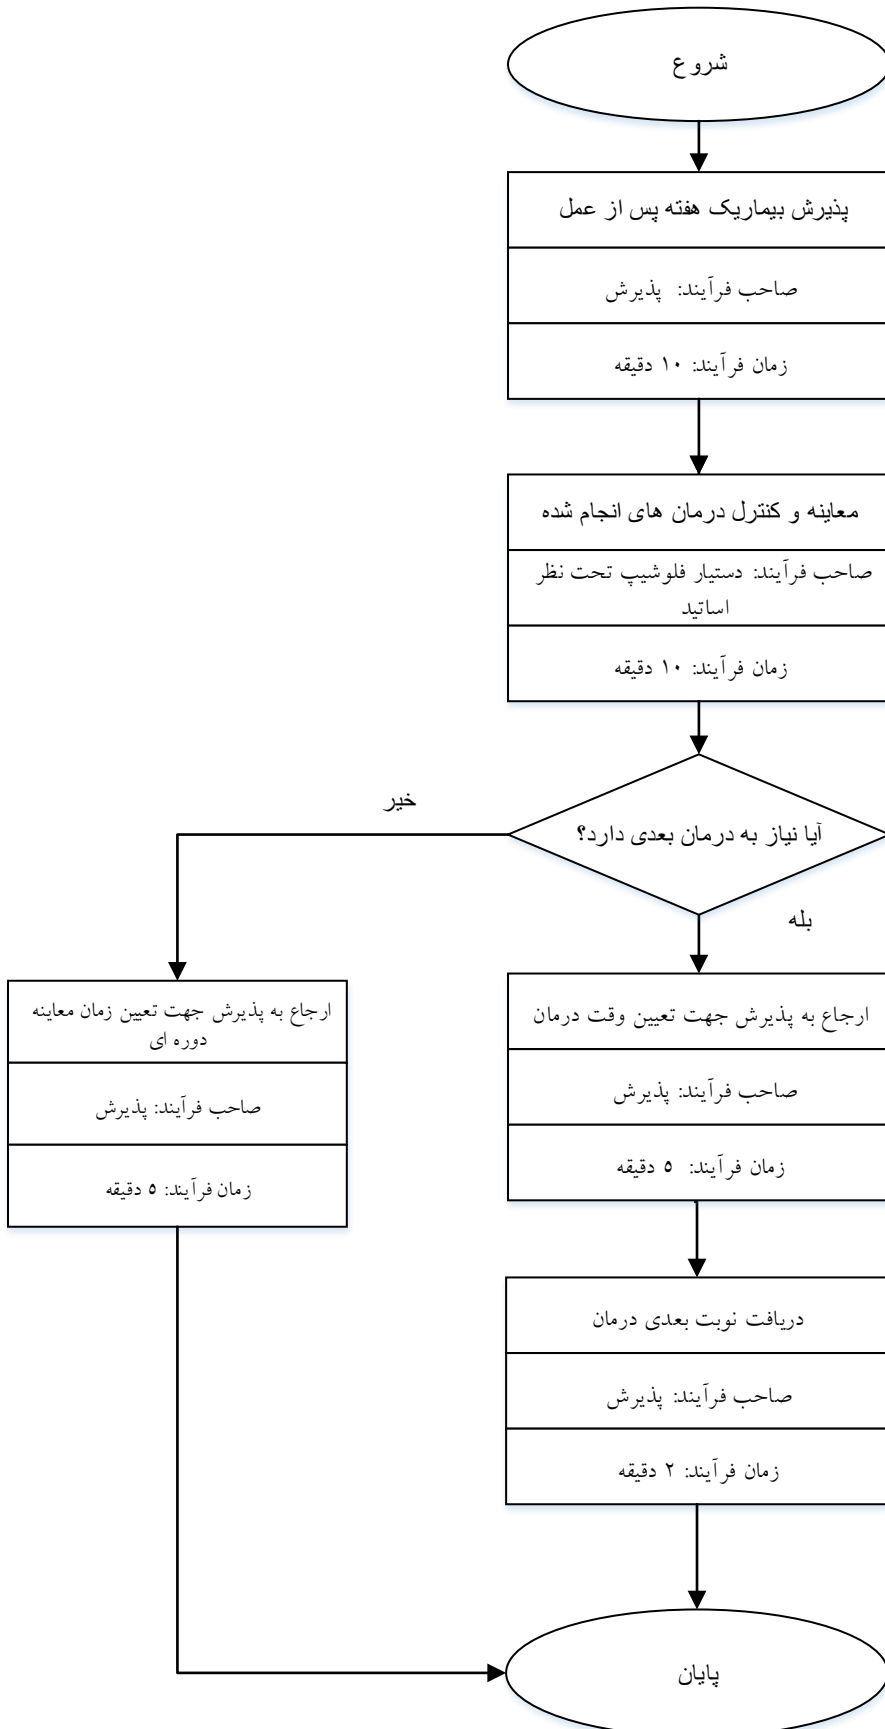 شروع
پذیرش بیماریک هفته پس از عمل
صاحب فرآیند: پذیرش
زمان فرآیند: ۱۰ دقیقه
معاینه و کنترل درمان های انجام شده
صاحب فرآیند: دستیار فلوشیپ تحت نظر
اساتید
زمان فرآیند: ۱۰ دقیقه
آیا نیاز به درمان بعدی دارد؟
خیر
بله
ارجاع به پذیرش جهت تعیین وقت درمان
صاحب فرآیند: پذیرش
زمان فرآیند: ۵ دقیقه
ارجاع به پذیرش جهت تعیین زمان معاینه
دوره ای
صاحب فرآیند: پذیرش
زمان فرآیند: ۵ دقیقه
دریافت نوبت بعدی درمان
صاحب فرآیند: پذیرش
زمان فرآیند: ۲ دقیقه
پایان